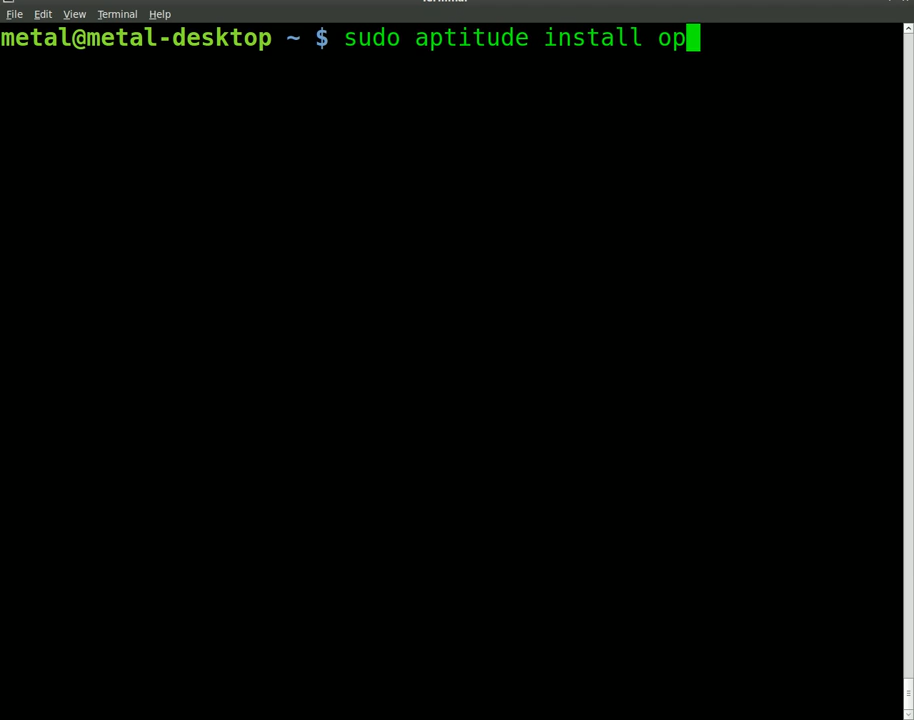 File Edit View Terminal Help
metal@metal-desktop ~ $ sudo aptitude install op